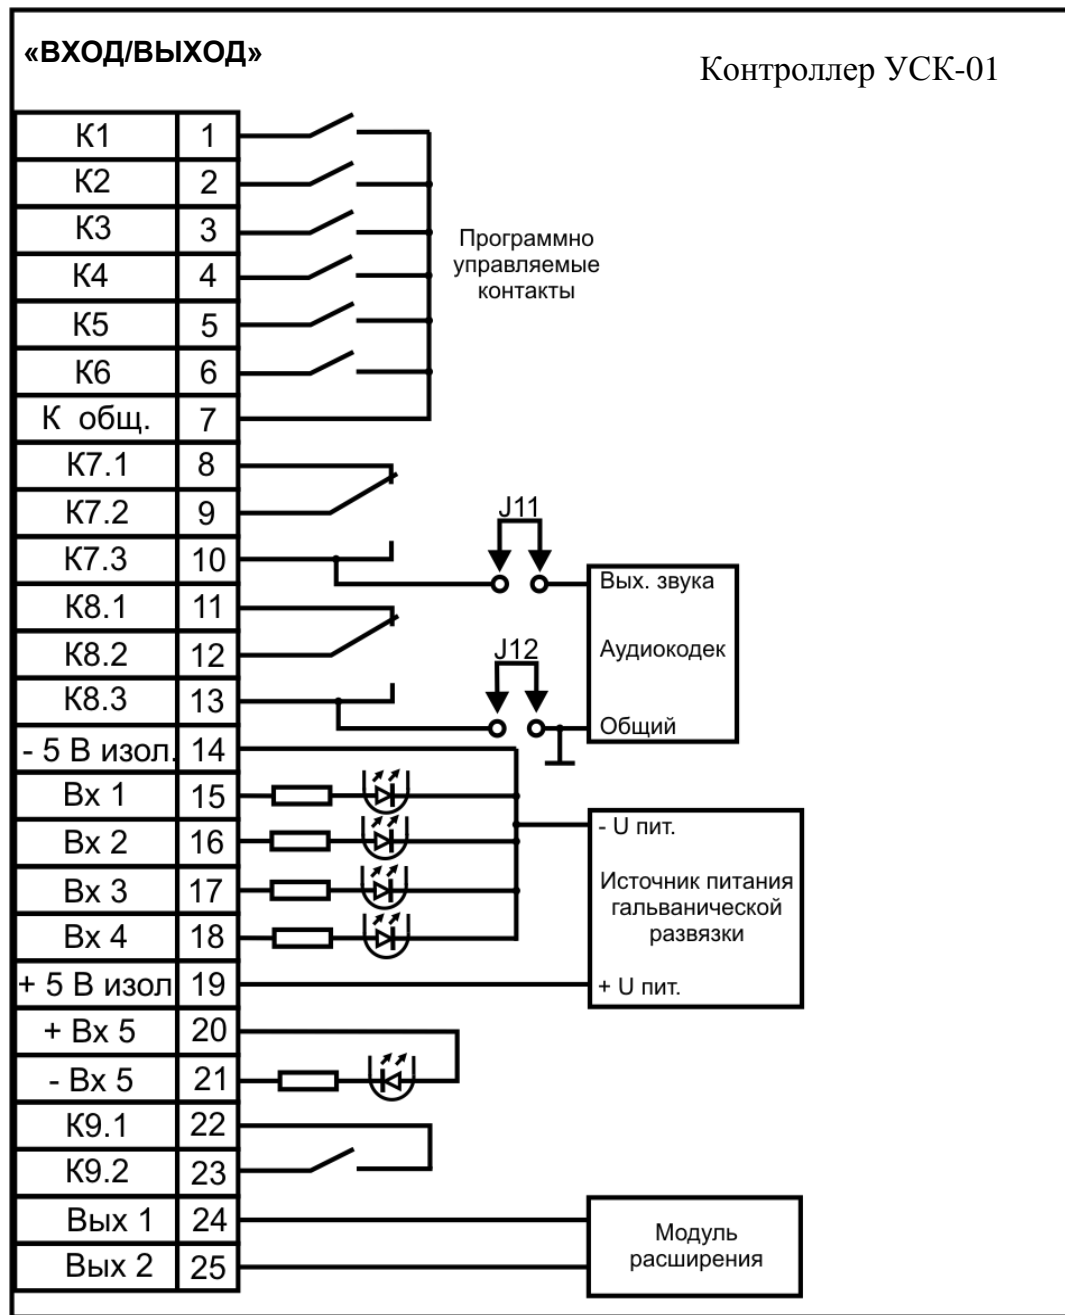 «ВХОД/ВЫХОД»
Контроллер УСК-01
К1 1
К2 2
К3 3
К4 4
К5 5
К6 6
К общ. 7
К7.1 8
К7.2 9
К7.3 10
К8.1 11
К8.2 12
К8.3 13
- 5 В изол. 14
Вх 1 15
Вх 2 16
Вх 3 17
Вх 4 18
+ 5 В изол 19
+ Вх 5 20
- Вх 5 21
К9.1 22
К9.2 23
Вых 1 24
Вых 2 25
Программно
управляемые
контакты
J11
J12
Вых. звука
Аудиокодек
Общий
- U пит.
Источник питания
гальванической
развязки
+ U пит.
Модуль
расширения